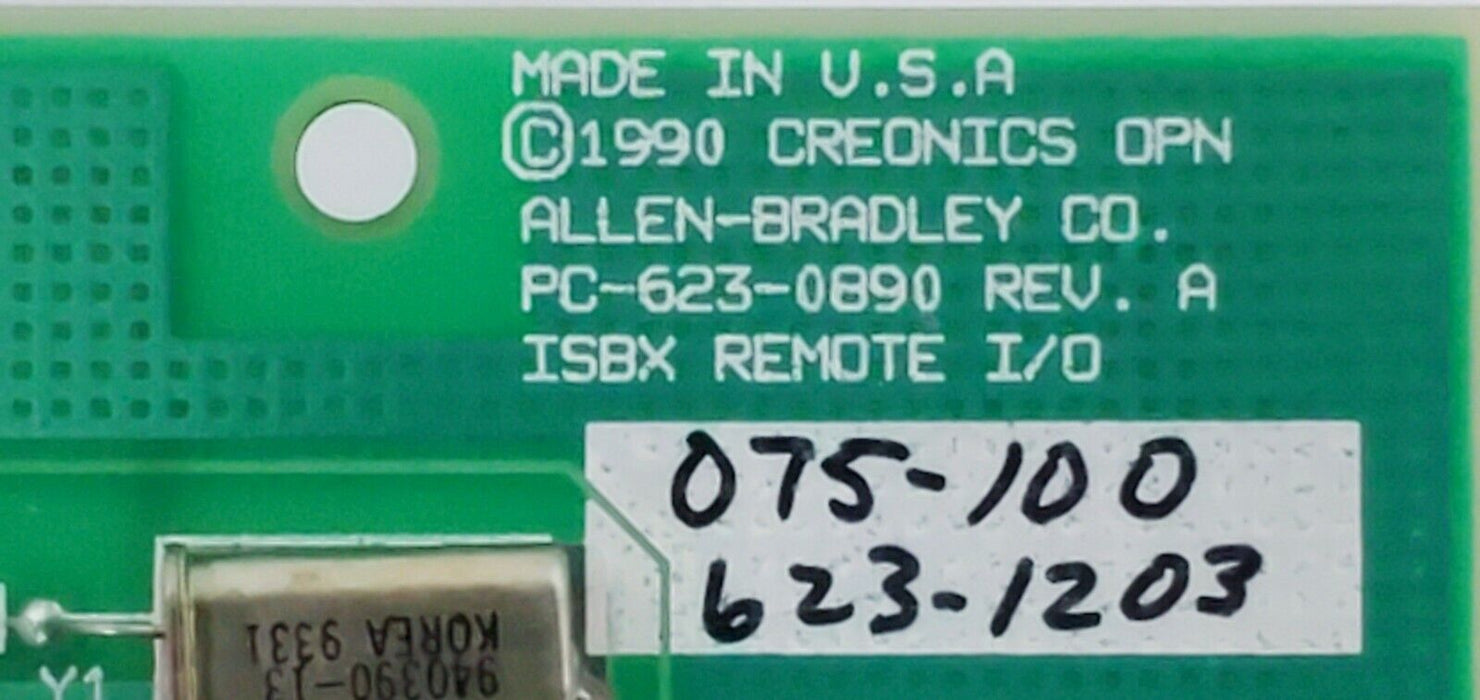 MADE IN U.S.A
©1990 CREONICS OPN
ALLEN-BRADLEY CO.
PC-623-0890 REV. A
ISBX REMOTE I/O
075-100
623-1203
KOREA 9331
940390-13
Y1